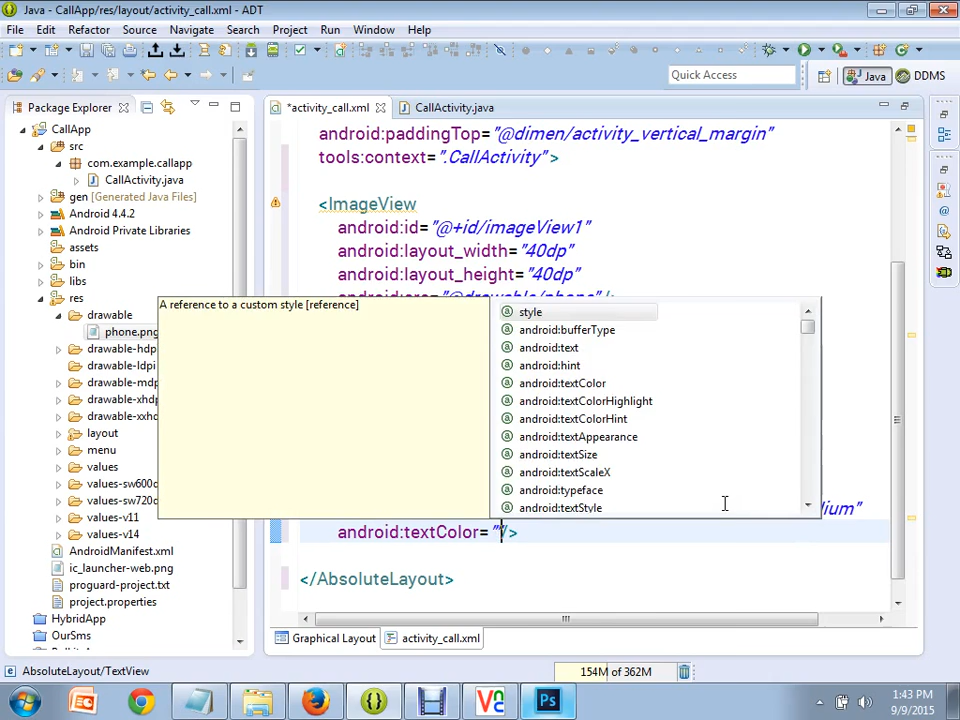 Java - CallApp/res/layout/activity_call.xml - ADT
File Edit Refactor Source Navigate Search Project Run Window Help
Quick Access
Java
DDMS
Package Explorer
*activity_call.xml
CallActivity.java
CallApp
src
com.example.callapp
CallActivity.java
gen [Generated Java Files]
Android 4.4.2
Android Private Libraries
assets
bin
libs
res
drawable
phone.png
drawable-hdp
drawable-ldpi
drawable-md
drawable-xhd
drawable-xxh
layout
menu
values
values-sw600
values-sw720
values-v11
values-v14
AndroidManifest.xml
ic_launcher-web.png
proguard-project.txt
project.properties
HybridApp
OurSms
android:paddingTop="@dimen/activity_vertical_margin"
tools:context=".CallActivity" >
<ImageView
android:id="@+id/imageView1"
android:layout_width="40dp"
android:layout_height="40dp"
A reference to a custom style [reference]
style
android:bufferType
android:text
android:hint
android:textColor
android:textColorHighlight
android:textColorHint
android:textAppearance
android:textSize
android:textScaleX
android:typeface
android:textStyle
dium"
android:textColor=""/>
</AbsoluteLayout>
Graphical Layout
activity_call.xml
AbsoluteLayout/TextView
154M of 362M
Ps
1:43 PM
9/9/2015